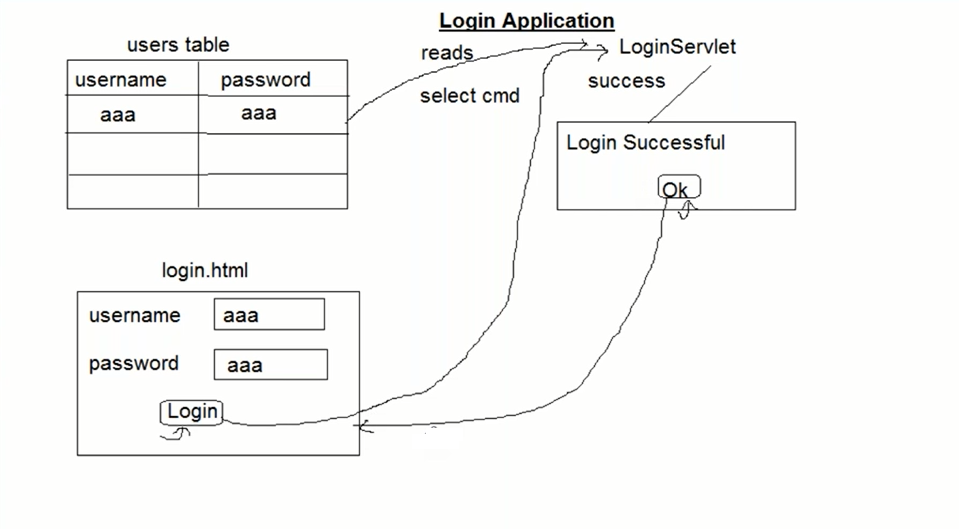 Login Application
users table
username password
aaa aaa
reads
select cmd
LoginServlet
success
Login Successful
Ok
login.html
username aaa
password aaa
Login